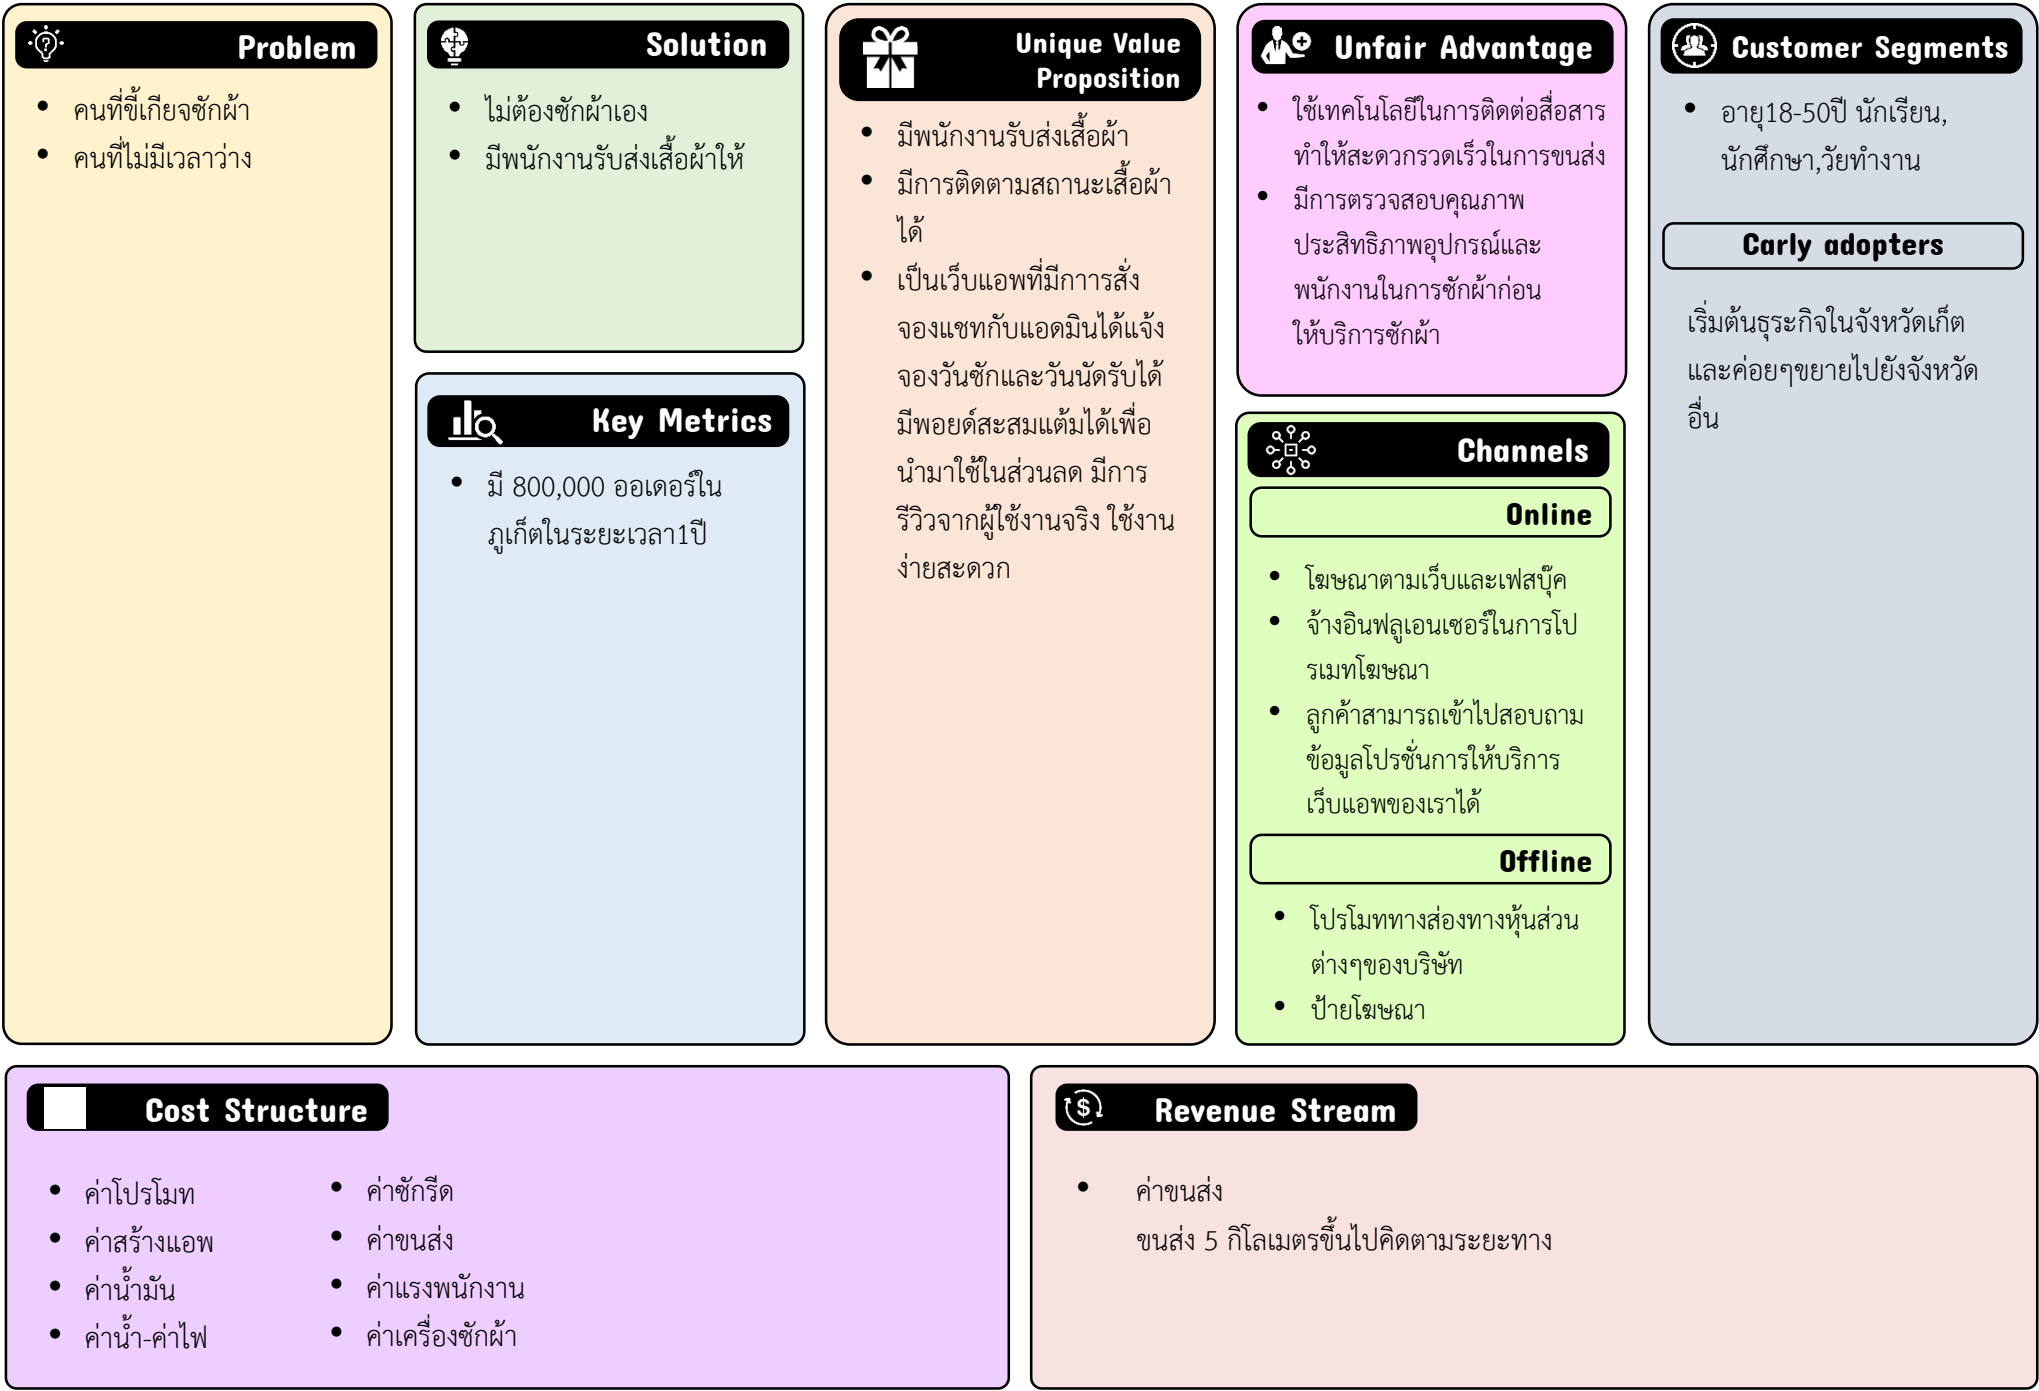 Problem
คนที่ขี้เกียจซักผ้า
คนที่ไม่มีเวลาว่าง
Solution
ไม่ต้องซักผ้าเอง
มีพนักงานรับส่งเสื้อผ้าให้
Key Metrics
มี 800,000 ออเดอร์ใน
ภูเก็ตในระยะเวลา1ปี
Unique Value
Proposition
มีพนักงานรับส่งเสื้อผ้า
มีการติดตามสถานะเสื้อผ้า
ได้
เป็นเว็บแอพที่มีกาารสั่ง
จองแชทกับแอดมินได้แจ้ง
จองวันซักและวันนัดรับได้
มีพอยด์สะสมแต้มได้เพื่อ
นำมาใช้ในส่วนลด มีการ
รีวิวจากผู้ใช้งานจริง ใช้งาน
ง่ายสะดวก
Unfair Advantage
ใช้เทคโนโลยีในการติดต่อสื่อสาร
ทำให้สะดวกรวดเร็วในการขนส่ง
มีการตรวจสอบคุณภาพ
ประสิทธิภาพอุปกรณ์และ
พนักงานในการซักผ้าก่อน
ให้บริการซักผ้า
Channels
Online
โฆษณาตามเว็บและเฟสบุ๊ค
จ้างอินฟลูเอนเซอร์ในการโป
รเมทโฆษณา
ลูกค้าสามารถเข้าไปสอบถาม
ข้อมูลโปรชั่นการให้บริการ
เว็บแอพของเราได้
Offline
โปรโมททางส่องทางหุ้นส่วน
ต่างๆของบริษัท
ป้ายโฆษณา
Customer Segments
อายุ18-50ปี นักเรียน,
นักศึกษา,วัยทำงาน
Carly adopters
เริ่มต้นธุระกิจในจังหวัดเก็ต
และค่อยๆขยายไปยังจังหวัด
อื่น
Cost Structure
ค่าโปรโมท
ค่าสร้างแอพ
ค่าน้ำมัน
ค่าน้ำ-ค่าไฟ
ค่าซักรีด
ค่าขนส่ง
ค่าแรงพนักงาน
ค่าเครื่องซักผ้า
Revenue Stream
ค่าขนส่ง
ขนส่ง 5 กิโลเมตรขึ้นไปคิดตามระยะทาง